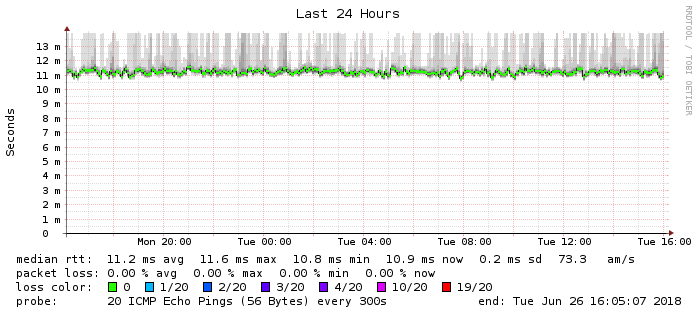 Last 24 Hours
RRDTOOL / TOBI OETIKER
Seconds
13 m
12 m
11 m
10 m
9 m
8 m
7 m
6 m
5 m
4 m
3 m
2 m
1 m
0
Mon 20:00 Tue 00:00 Tue 04:00 Tue 08:00 Tue 12:00 Tue 16:00
median rtt: 11.2 ms avg 11.6 ms max 10.8 ms min 10.9 ms now 0.2 ms sd 73.3 am/s
packet loss: 0.00 % avg 0.00 % max 0.00 % min 0.00 % now
loss color: 0 1/20 2/20 3/20 4/20 10/20 19/20
probe: 20 ICMP Echo Pings (56 Bytes) every 300s end: Tue Jun 26 16:05:07 2018